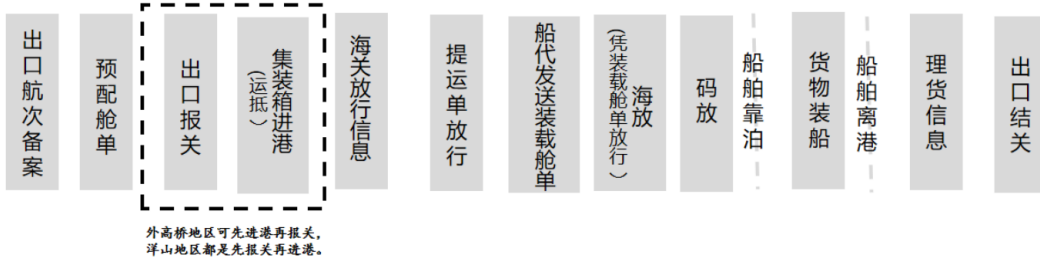 出口航次备案
预配舱单
出口报关
集装箱进港
(运抵)
海关放行信息
提运单放行
船代发送装载舱单
海放
(凭装载舱单放行)
码放
船舶靠泊
货物装船
船舶离港
理货信息
出口结关
外高桥地区可先进港再报关，
洋山地区都是先报关再进港。